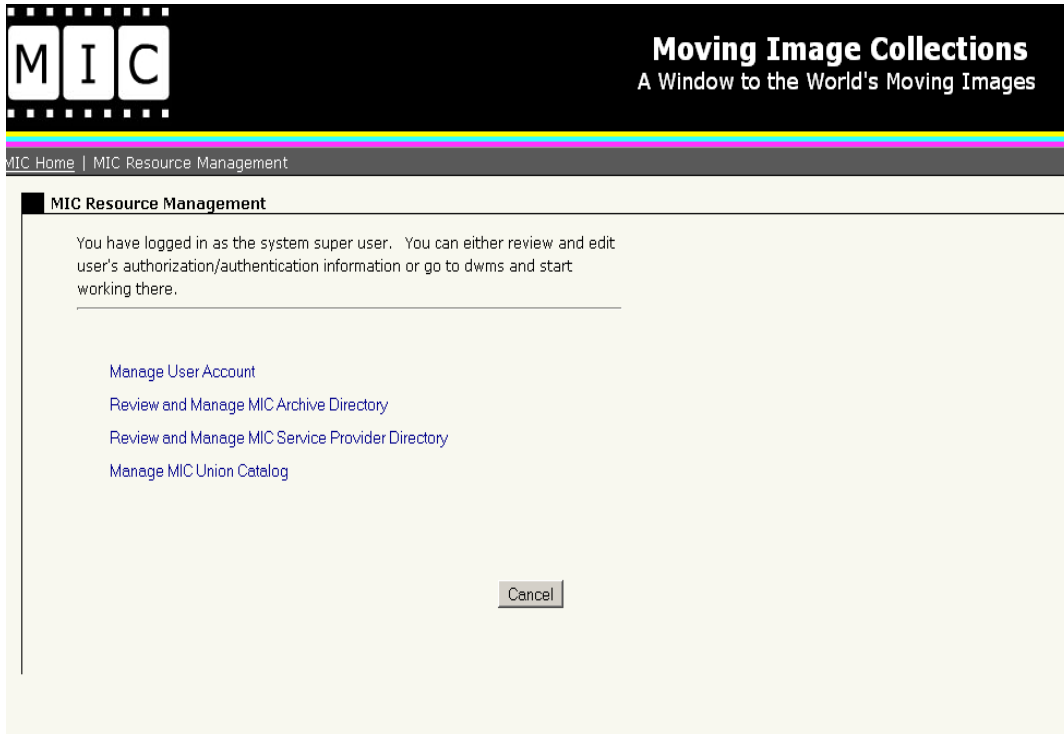 MIC
Moving Image Collections
A Window to the World's Moving Images
MIC Home | MIC Resource Management
MIC Resource Management
You have logged in as the system super user. You can either review and edit
user's authorization/authentication information or go to dwms and start
working there.
Manage User Account
Review and Manage MIC Archive Directory
Review and Manage MIC Service Provider Directory
Manage MIC Union Catalog
Cancel